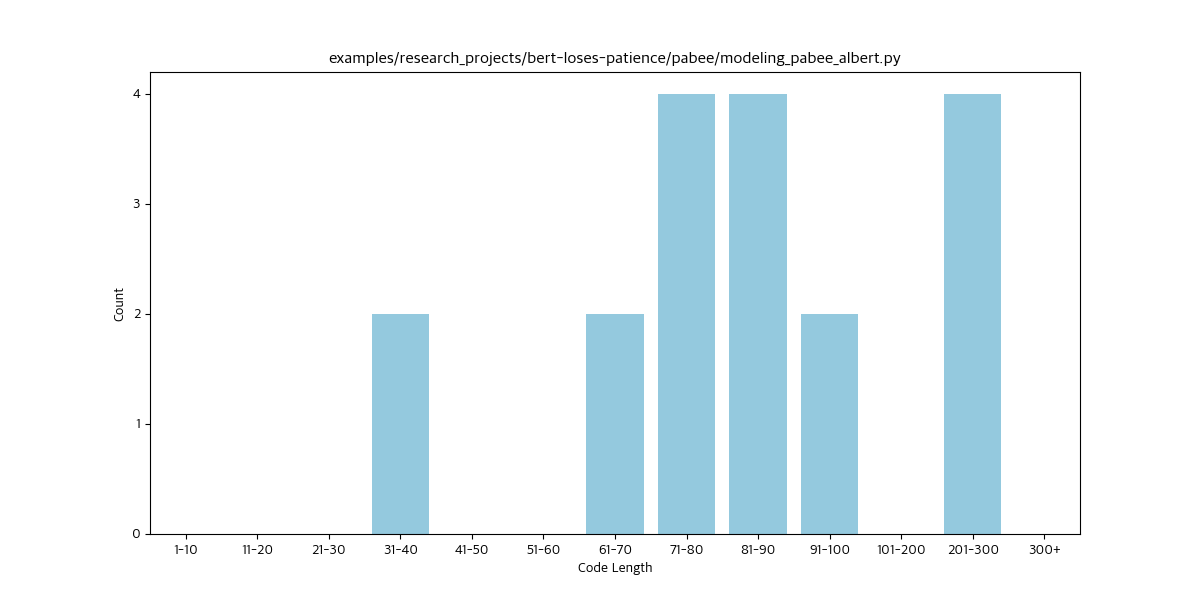 examples/research_projects/bert-loses-patience/pabee/modeling_pabee_albert.py
4
3
2
1
0
Count
1-10 11-20 21-30 31-40 41-50 51-60 61-70 71-80 81-90 91-100 101-200 201-300 300+
Code Length